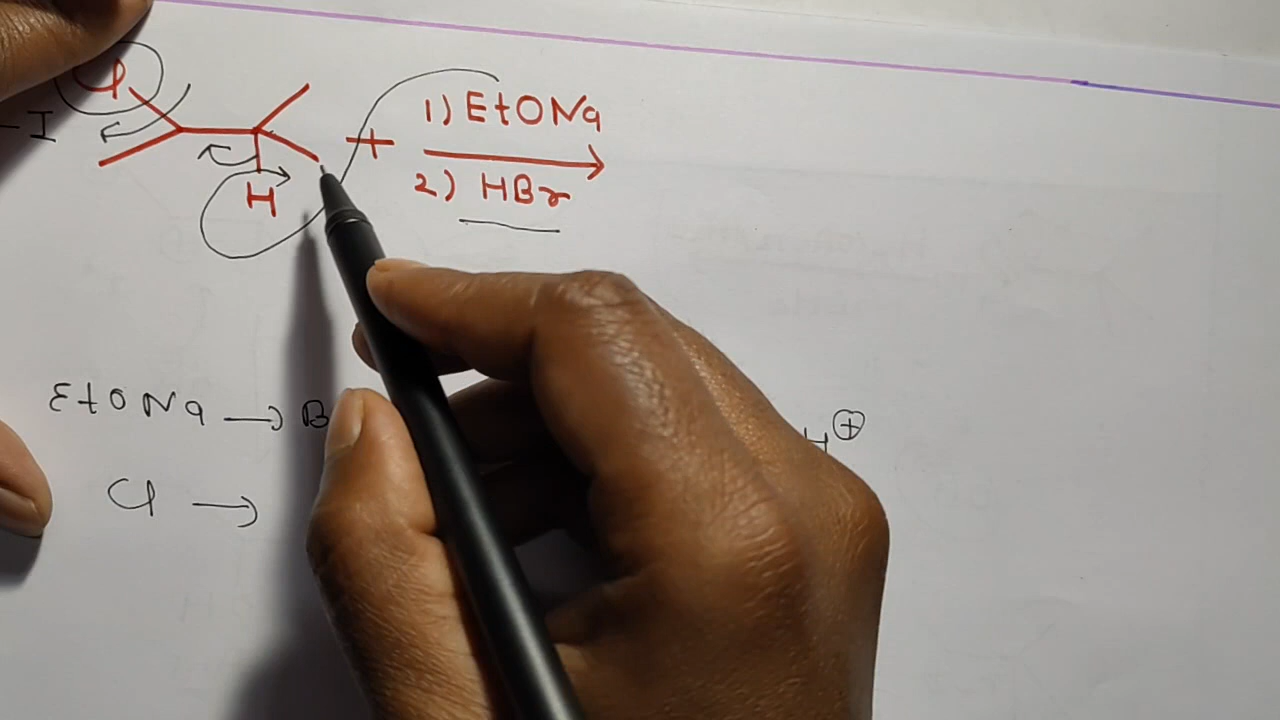 Cl
-I
H
+
1) EtONa
2) HBr
EtONa → B
Cl →
H⊕